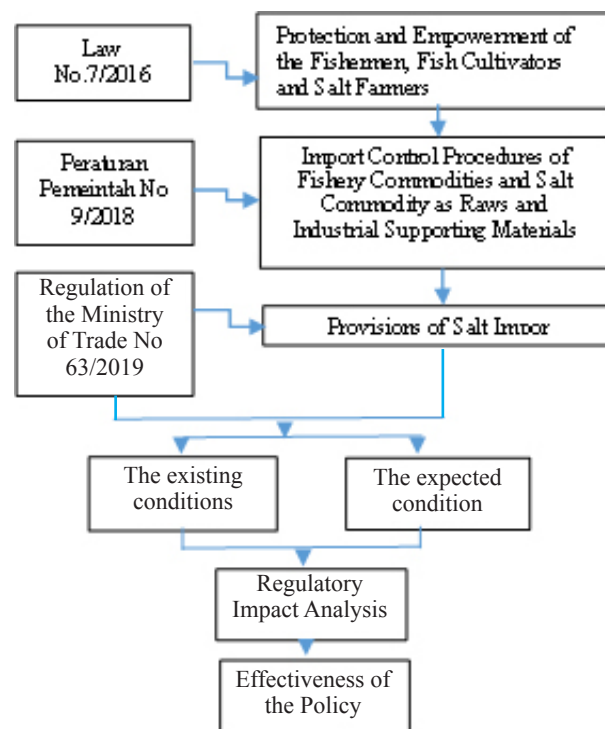 Law
No.7/2016
Protection and Empowerment of
the Fishermen, Fish Cultivators
and Salt Farmers
Peraturan
Pemeintah No
9/2018
Import Control Procedures of
Fishery Commodities and Salt
Commodity as Raws and
Industrial Supporting Materials
Regulation of
the Ministry
of Trade No
63/2019
Provisions of Salt Impor
The existing
conditions
The expected
condition
Regulatory
Impact Analysis
Effectiveness of
the Policy